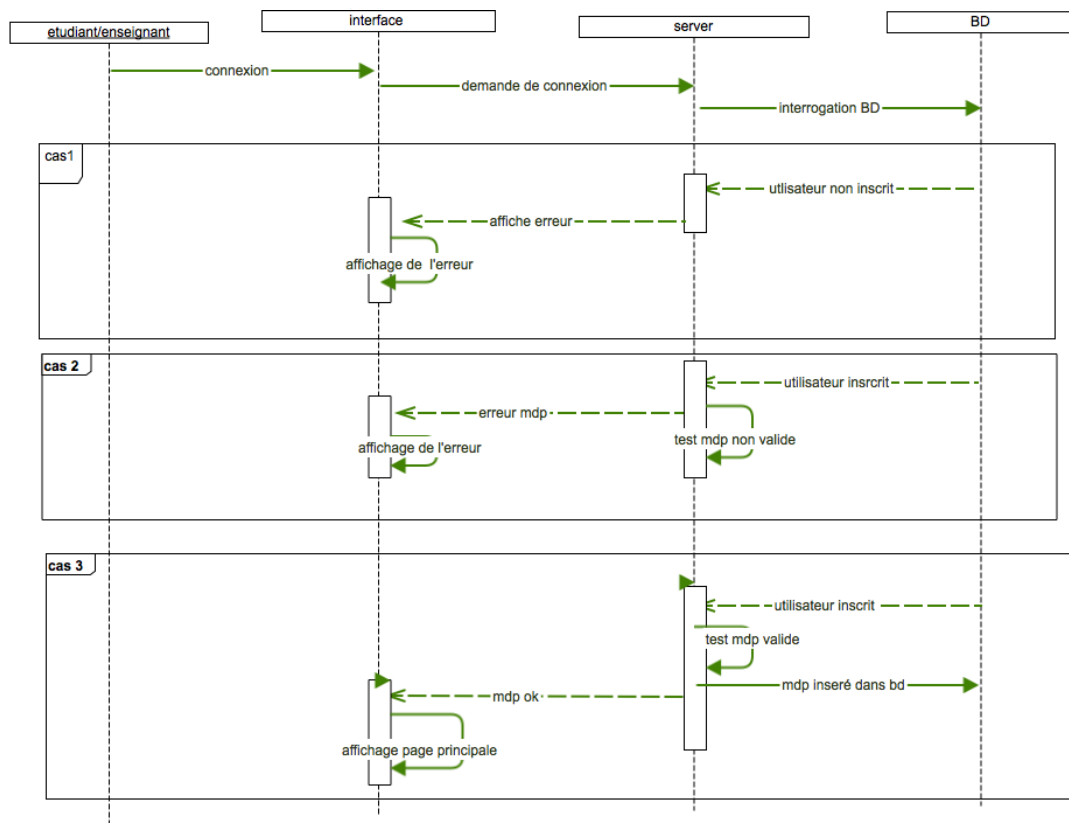 etudiant/enseignant
interface
server
BD
connexion
demande de connexion
interrogation BD
cas1
utlisateur non inscrit
affiche erreur
affichage de l'erreur
cas 2
utilisateur insrcrit
erreur mdp
test mdp non valide
affichage de l'erreur
cas 3
utilisateur inscrit
test mdp valide
mdp inseré dans bd
mdp ok
affichage page principale